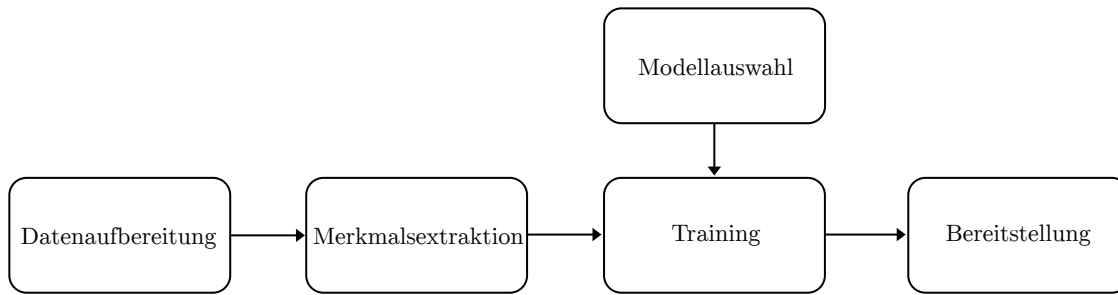 Modellauswahl
Datenaufbereitung
Merkmalsextraktion
Training
Bereitstellung